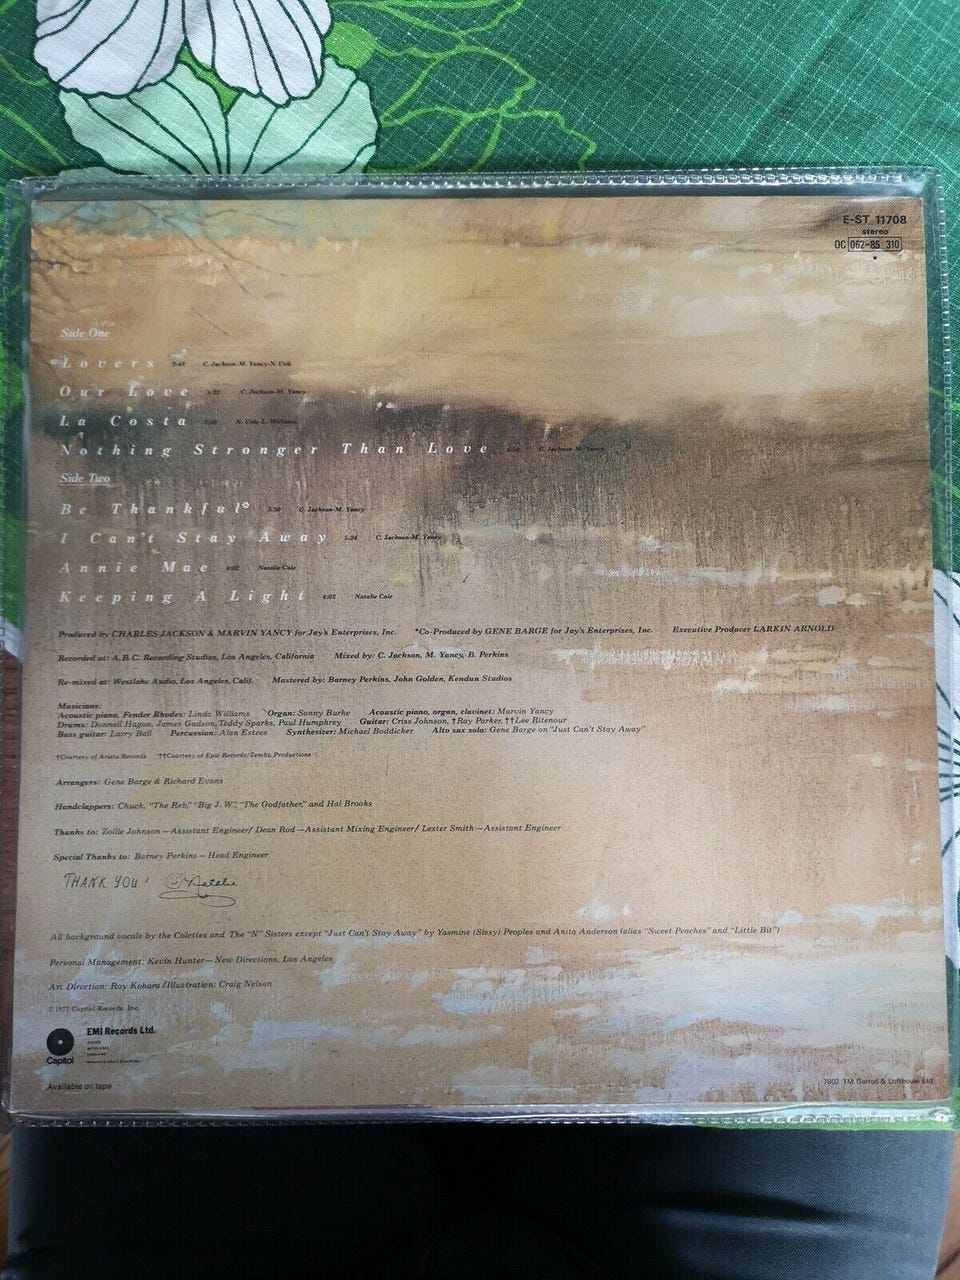 E-ST 11708
stereo
OC 062-85 310
*
Side One
Lovers 3:48 C. Jackson-M. Yancy-N. Cole
Our Love C. Jackson-M. Yancy
La Costa N. Cole-L. Williams
Nothing Stronger Than Love C. Jackson-M. Yancy
Side Two
Be Thankful* 3:50 C. Jackson-M. Yancy
I Can't Stay Away 5:24 C. Jackson-M. Yancy
Annie Mae 4:02 Natalie Cole
Keeping A Light 4:02 Natalie Cole
Produced by CHARLES JACKSON & MARVIN YANCY for Jay's Enterprises, Inc. *Co-Produced by GENE BARGE for Jay's Enterprises, Inc. Executive Producer LARKIN ARNOLD
Recorded at: A.B.C. Recording Studios, Los Angeles, California Mixed by: C. Jackson, M. Yancy, B. Perkins
Re-mixed at: Westlake Audio, Los Angeles, Calif. Mastered by: Barney Perkins, John Golden, Kendun Studios
Musicians:
Acoustic piano, Fender Rhodes: Linda Williams Organ: Sonny Burke Acoustic piano, organ, clavinet: Marvin Yancy
Drums: Donnell Hagan, James Gadson, Teddy Sparks, Paul Humphrey Guitar: Criss Johnson, †Ray Parker, ††Lee Ritenour
Bass guitar: Larry Ball Percussion: Alan Estees Synthesizer: Michael Boddicker Alto sax solo: Gene Barge on "Just Can't Stay Away"
†Courtesy of Arista Records ††Courtesy of Epic Records/Zembu Productions
Arrangers: Gene Barge & Richard Evans
Handclappers: Chuck, "The Reb," "Big J. W.", "The Godfather," and Hal Brooks
Thanks to: Zollie Johnson—Assistant Engineer/ Dean Rod—Assistant Mixing Engineer/ Lester Smith—Assistant Engineer
Special Thanks to: Barney Perkins—Head Engineer
THANK YOU! Natalie
All background vocals by the Colettes and The "N" Sisters except "Just Can't Stay Away" by Yasmine (Sissy) Peoples and Anita Anderson (alias "Sweet Peaches" and "Little Bit")
Personal Management: Kevin Hunter—New Directions, Los Angeles
Art Direction: Roy Kohara/Illustration: Craig Nelson
© 1977 Capitol Records, Inc.
EMI Records Ltd.
HAYES
MIDDLESEX
ENGLAND
Capitol
Available on tape
7802 TM Garrod & Lofthouse Ltd.